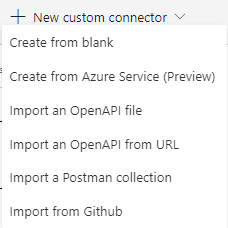 New custom connector
Create from blank
Create from Azure Service (Preview)
Import an OpenAPI file
Import an OpenAPI from URL
Import a Postman collection
Import from Github